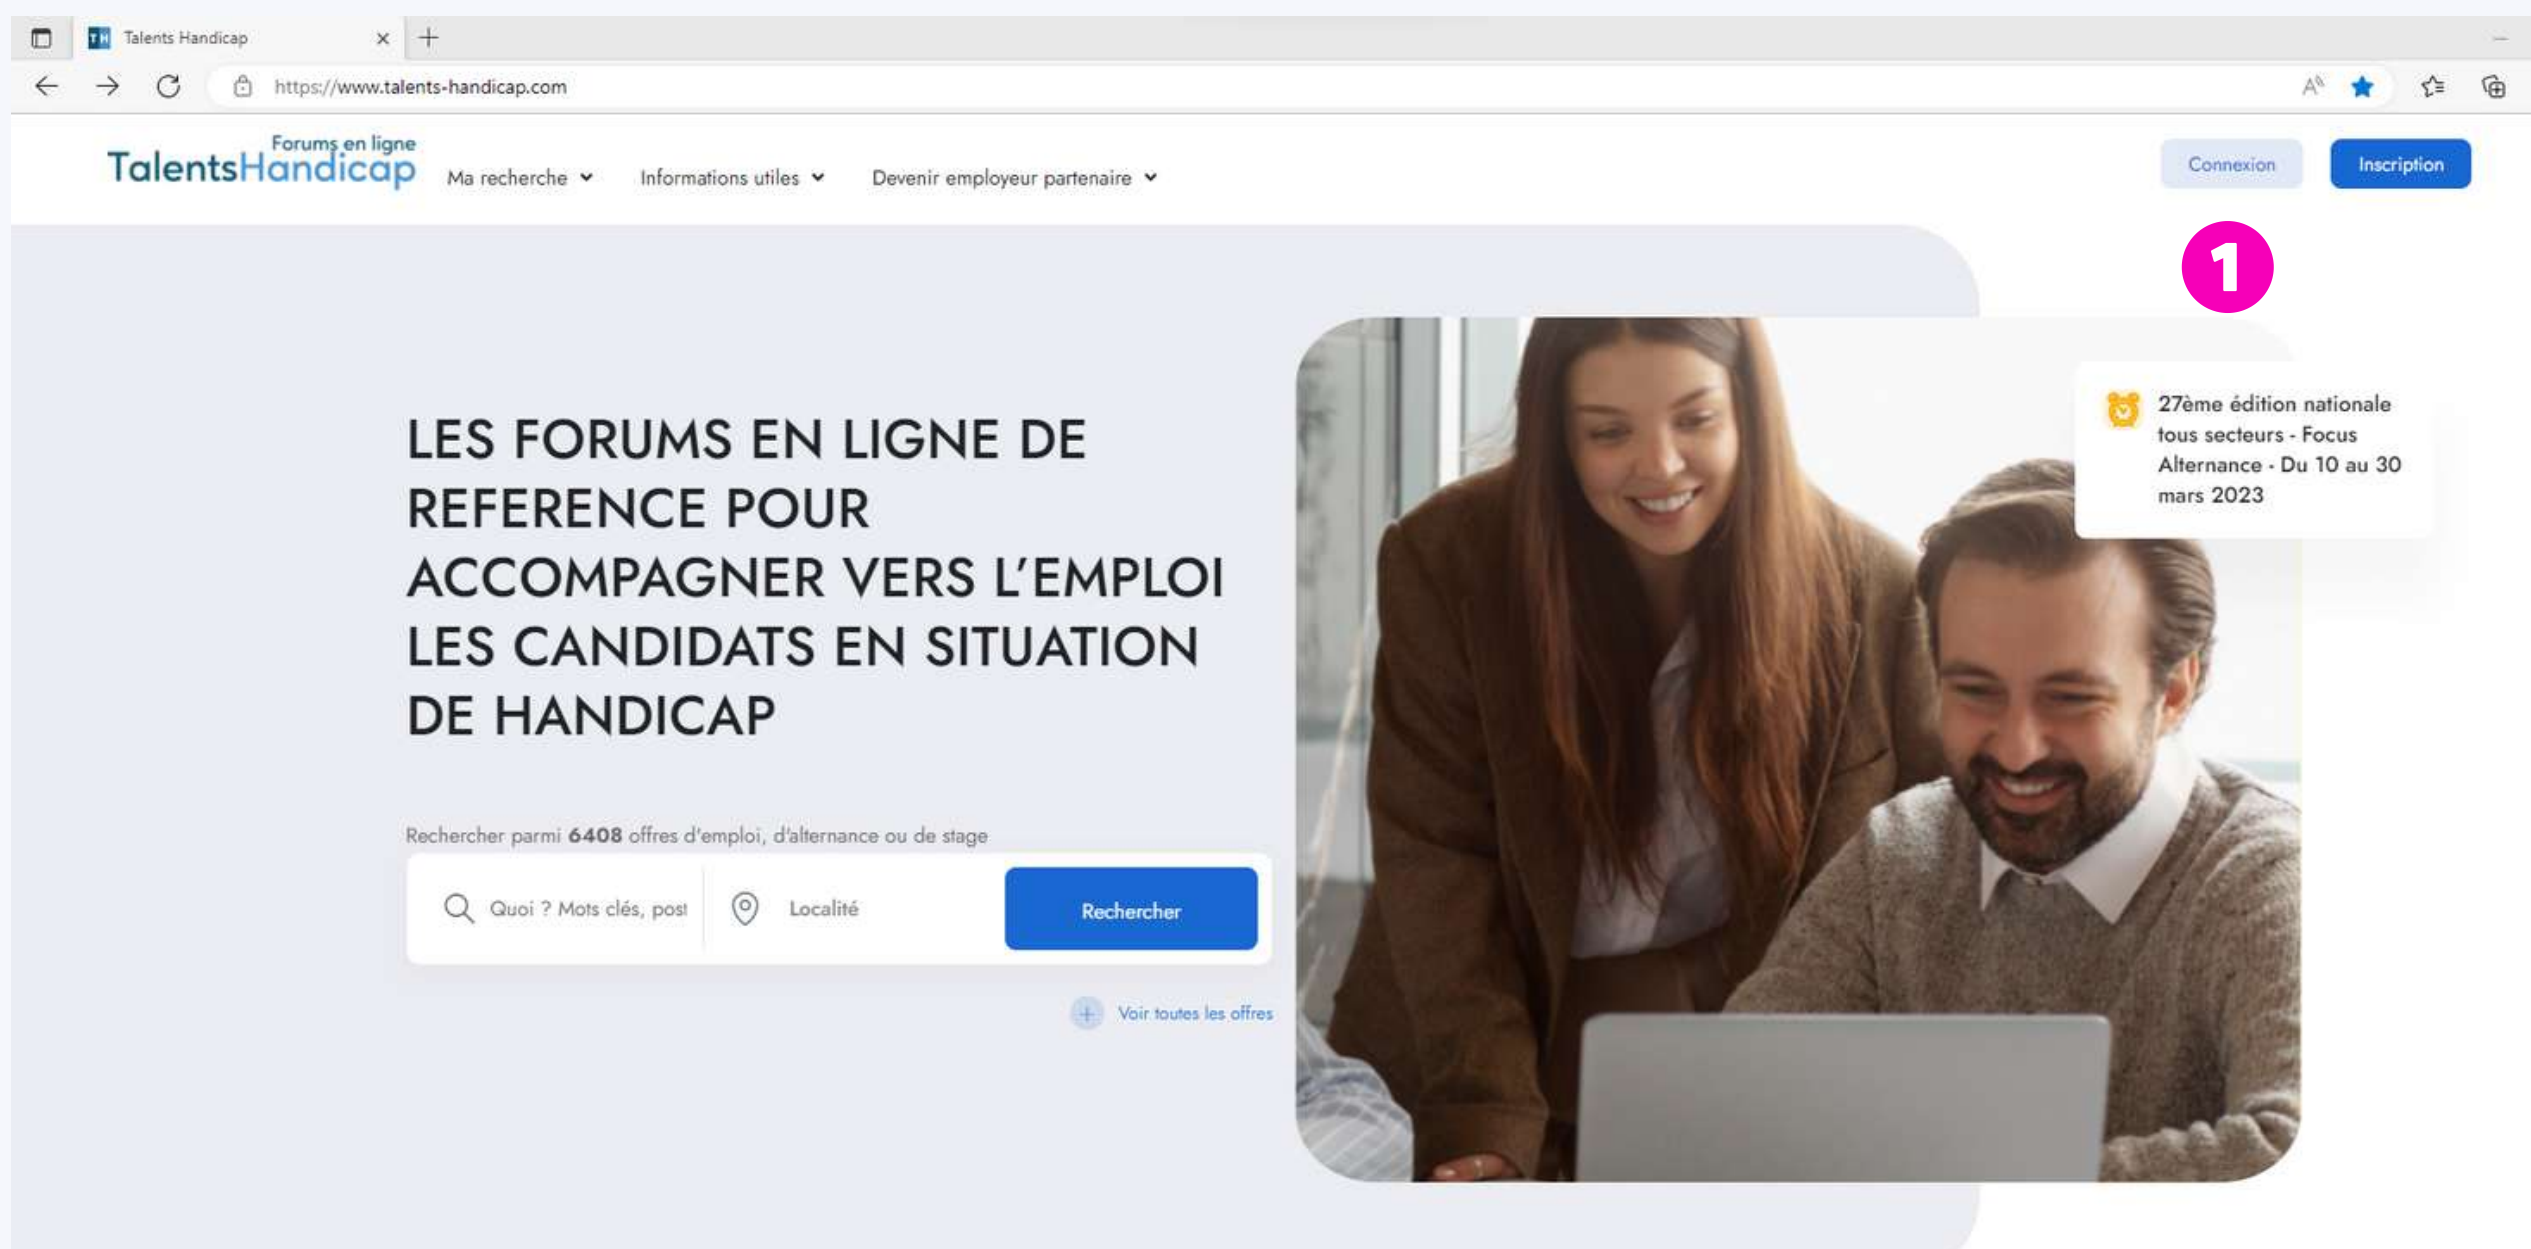 Talents Handicap
https://www.talents-handicap.com
Forums en ligne
TalentsHandicap
Ma recherche
Informations utiles
Devenir employeur partenaire
Connexion
Inscription
1
27ème édition nationale
tous secteurs - Focus
Alternance - Du 10 au 30
mars 2023
LES FORUMS EN LIGNE DE
REFERENCE POUR
ACCOMPAGNER VERS L'EMPLOI
LES CANDIDATS EN SITUATION
DE HANDICAP
Rechercher parmi 6408 offres d'emploi, d'alternance ou de stage
Quoi ? Mots clés, post
Localité
Rechercher
Voir toutes les offres